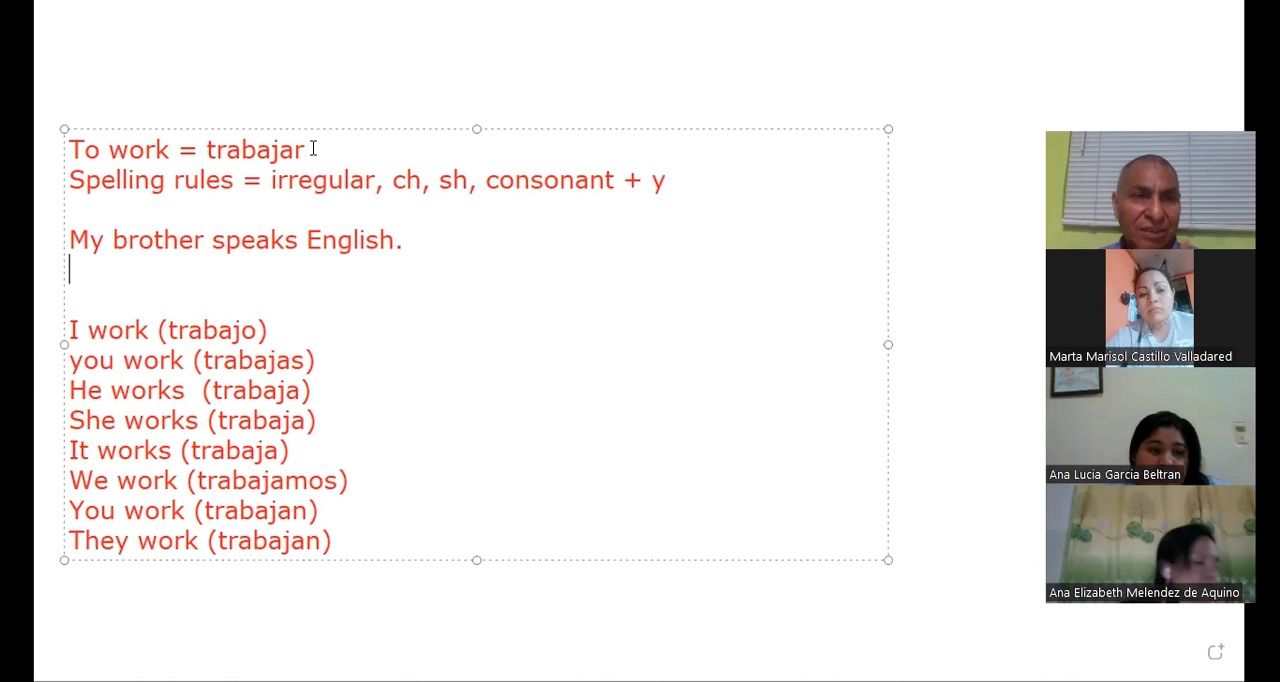 To work = trabajar
Spelling rules = irregular, ch, sh, consonant + y
My brother speaks English.
I work (trabajo)
you work (trabajas)
He works  (trabaja)
She works (trabaja)
It works (trabaja)
We work (trabajamos)
You work (trabajan)
They work (trabajan)
Marta Marisol Castillo Valladared
Ana Lucia Garcia Beltran
Ana Elizabeth Melendez de Aquino